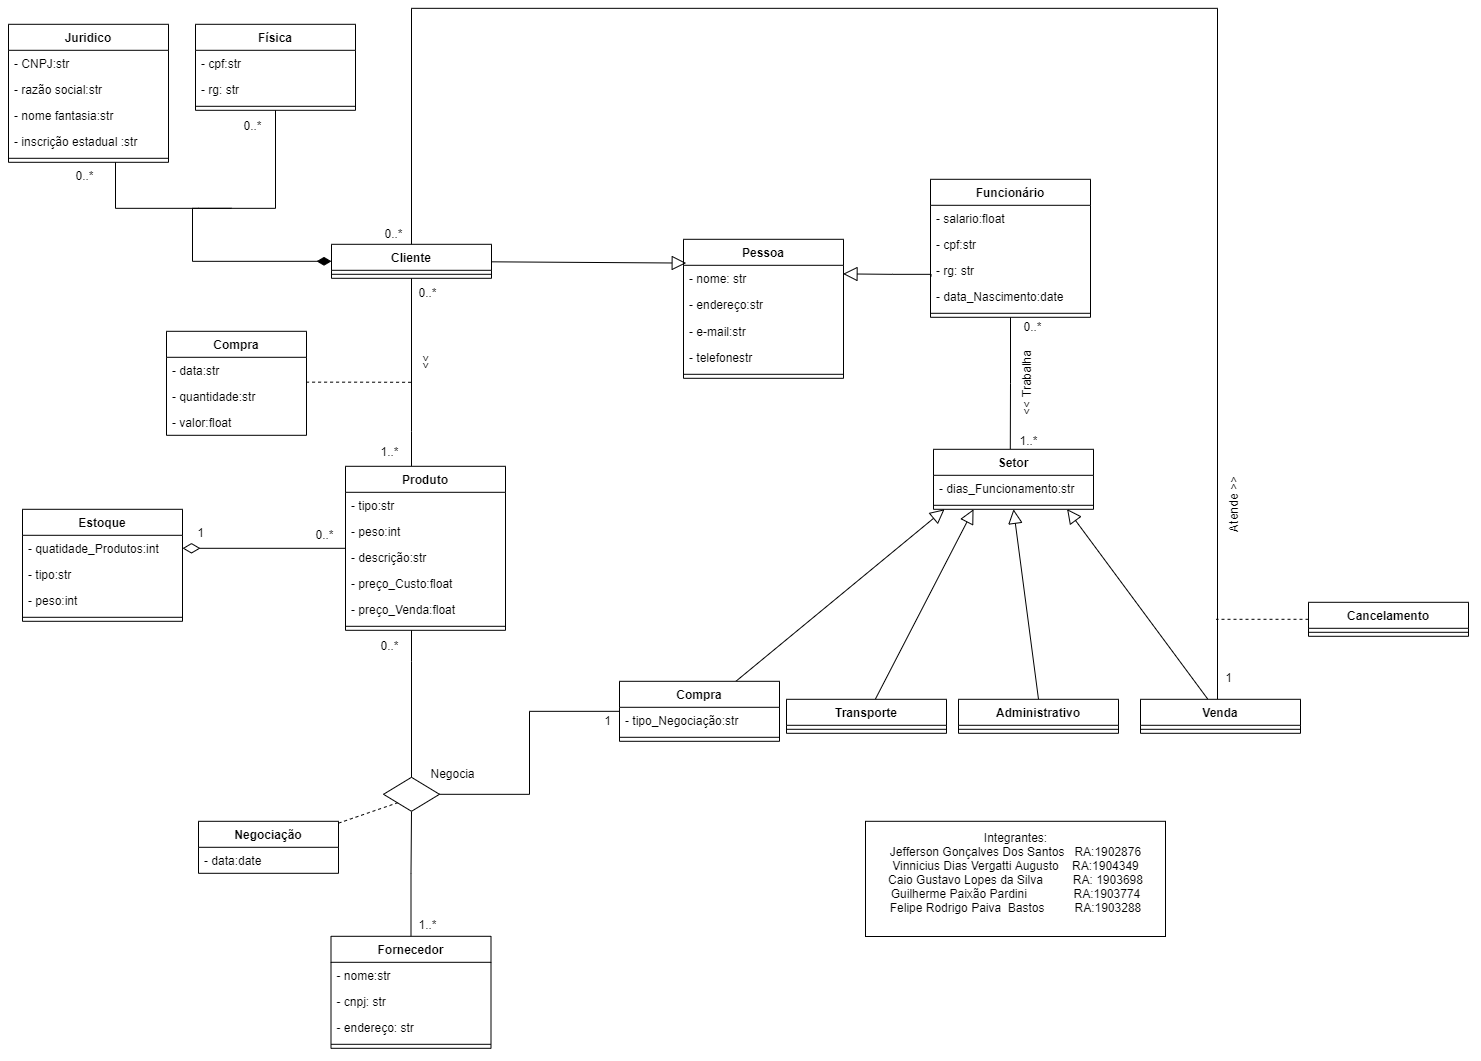 Juridico
- CNPJ:str
- razão social:str
- nome fantasia:str
- inscrição estadual :str
0..*
Física
- cpf:str
- rg: str
0..*
0..*
Cliente
0..*
Pessoa
- nome: str
- endereço:str
- e-mail:str
- telefonestr
Funcionário
- salario:float
- cpf:str
- rg: str
- data_Nascimento:date
0..*
<< Trabalha
1..*
Compra
- data:str
- quantidade:str
- valor:float
>>
1..*
Produto
- tipo:str
- peso:int
- descrição:str
- preço_Custo:float
- preço_Venda:float
0..*
Estoque
- quatidade_Produtos:int
- tipo:str
- peso:int
1
0..*
Setor
- dias_Funcionamento:str
Atende >>
Cancelamento
1
Compra
- tipo_Negociação:str
1
Transporte
Administrativo
Venda
Negocia
Negociação
- data:date
1..*
Fornecedor
- nome:str
- cnpj: str
- endereço: str
Integrantes:
Jefferson Gonçalves Dos Santos RA:1902876
Vinnicius Dias Vergatti Augusto RA:1904349
Caio Gustavo Lopes da Silva RA: 1903698
Guilherme Paixão Pardini RA:1903774
Felipe Rodrigo Paiva Bastos RA:1903288